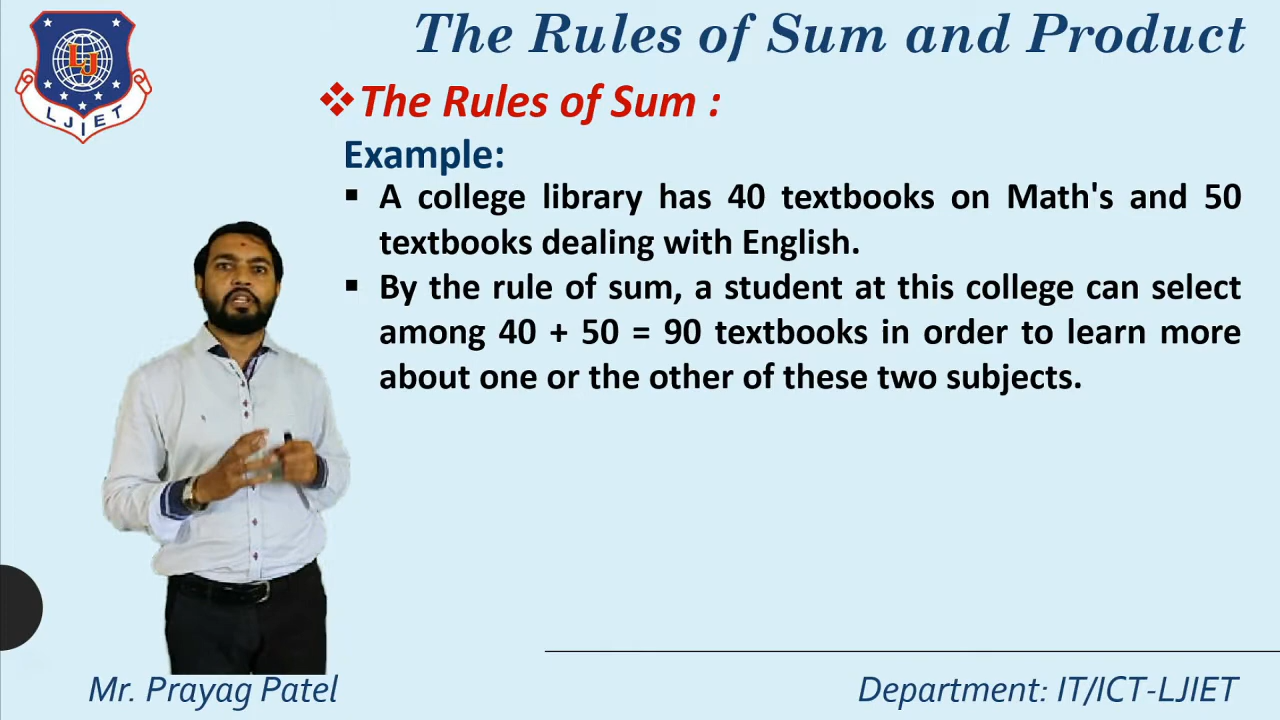 LJ
LJIET
The Rules of Sum and Product
The Rules of Sum :
Example:
A college library has 40 textbooks on Math's and 50
textbooks dealing with English.
By the rule of sum, a student at this college can select
among 40 + 50 = 90 textbooks in order to learn more
about one or the other of these two subjects.
Mr. Prayag Patel
Department: IT/ICT-LJIET